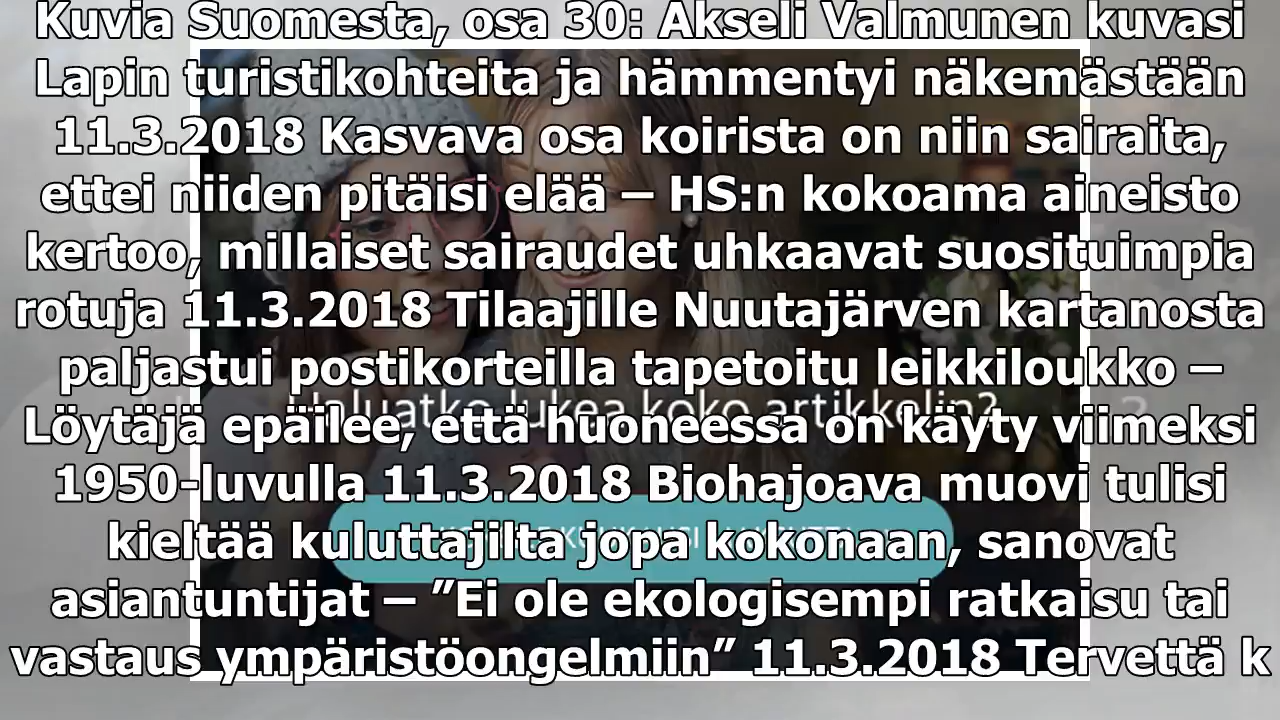 Kuvia Suomesta, osa 30: Akseli Valmunen kuvasi
Lapin turistikohteita ja hämmentyi näkemästään
11.3.2018 Kasvava osa koirista on niin sairaita,
ettei niiden pitäisi elää – HS:n kokoama aineisto
kertoo, millaiset sairaudet uhkaavat suosituimpia
rotuja 11.3.2018 Tilaajille Nuutajärven kartanosta
paljastui postikorteilla tapetoitu leikkiloukko –
Haluatko lukea koko artikkelin?
Löytäjä epäilee, että huoneessa on käyty viimeksi
1950-luvulla 11.3.2018 Biohajoava muovi tulisi
kieltää kuluttajilta jopa kokonaan, sanovat
asiantuntijat – ”Ei ole ekologisempi ratkaisu tai
vastaus ympäristöongelmiin” 11.3.2018 Tervettä k